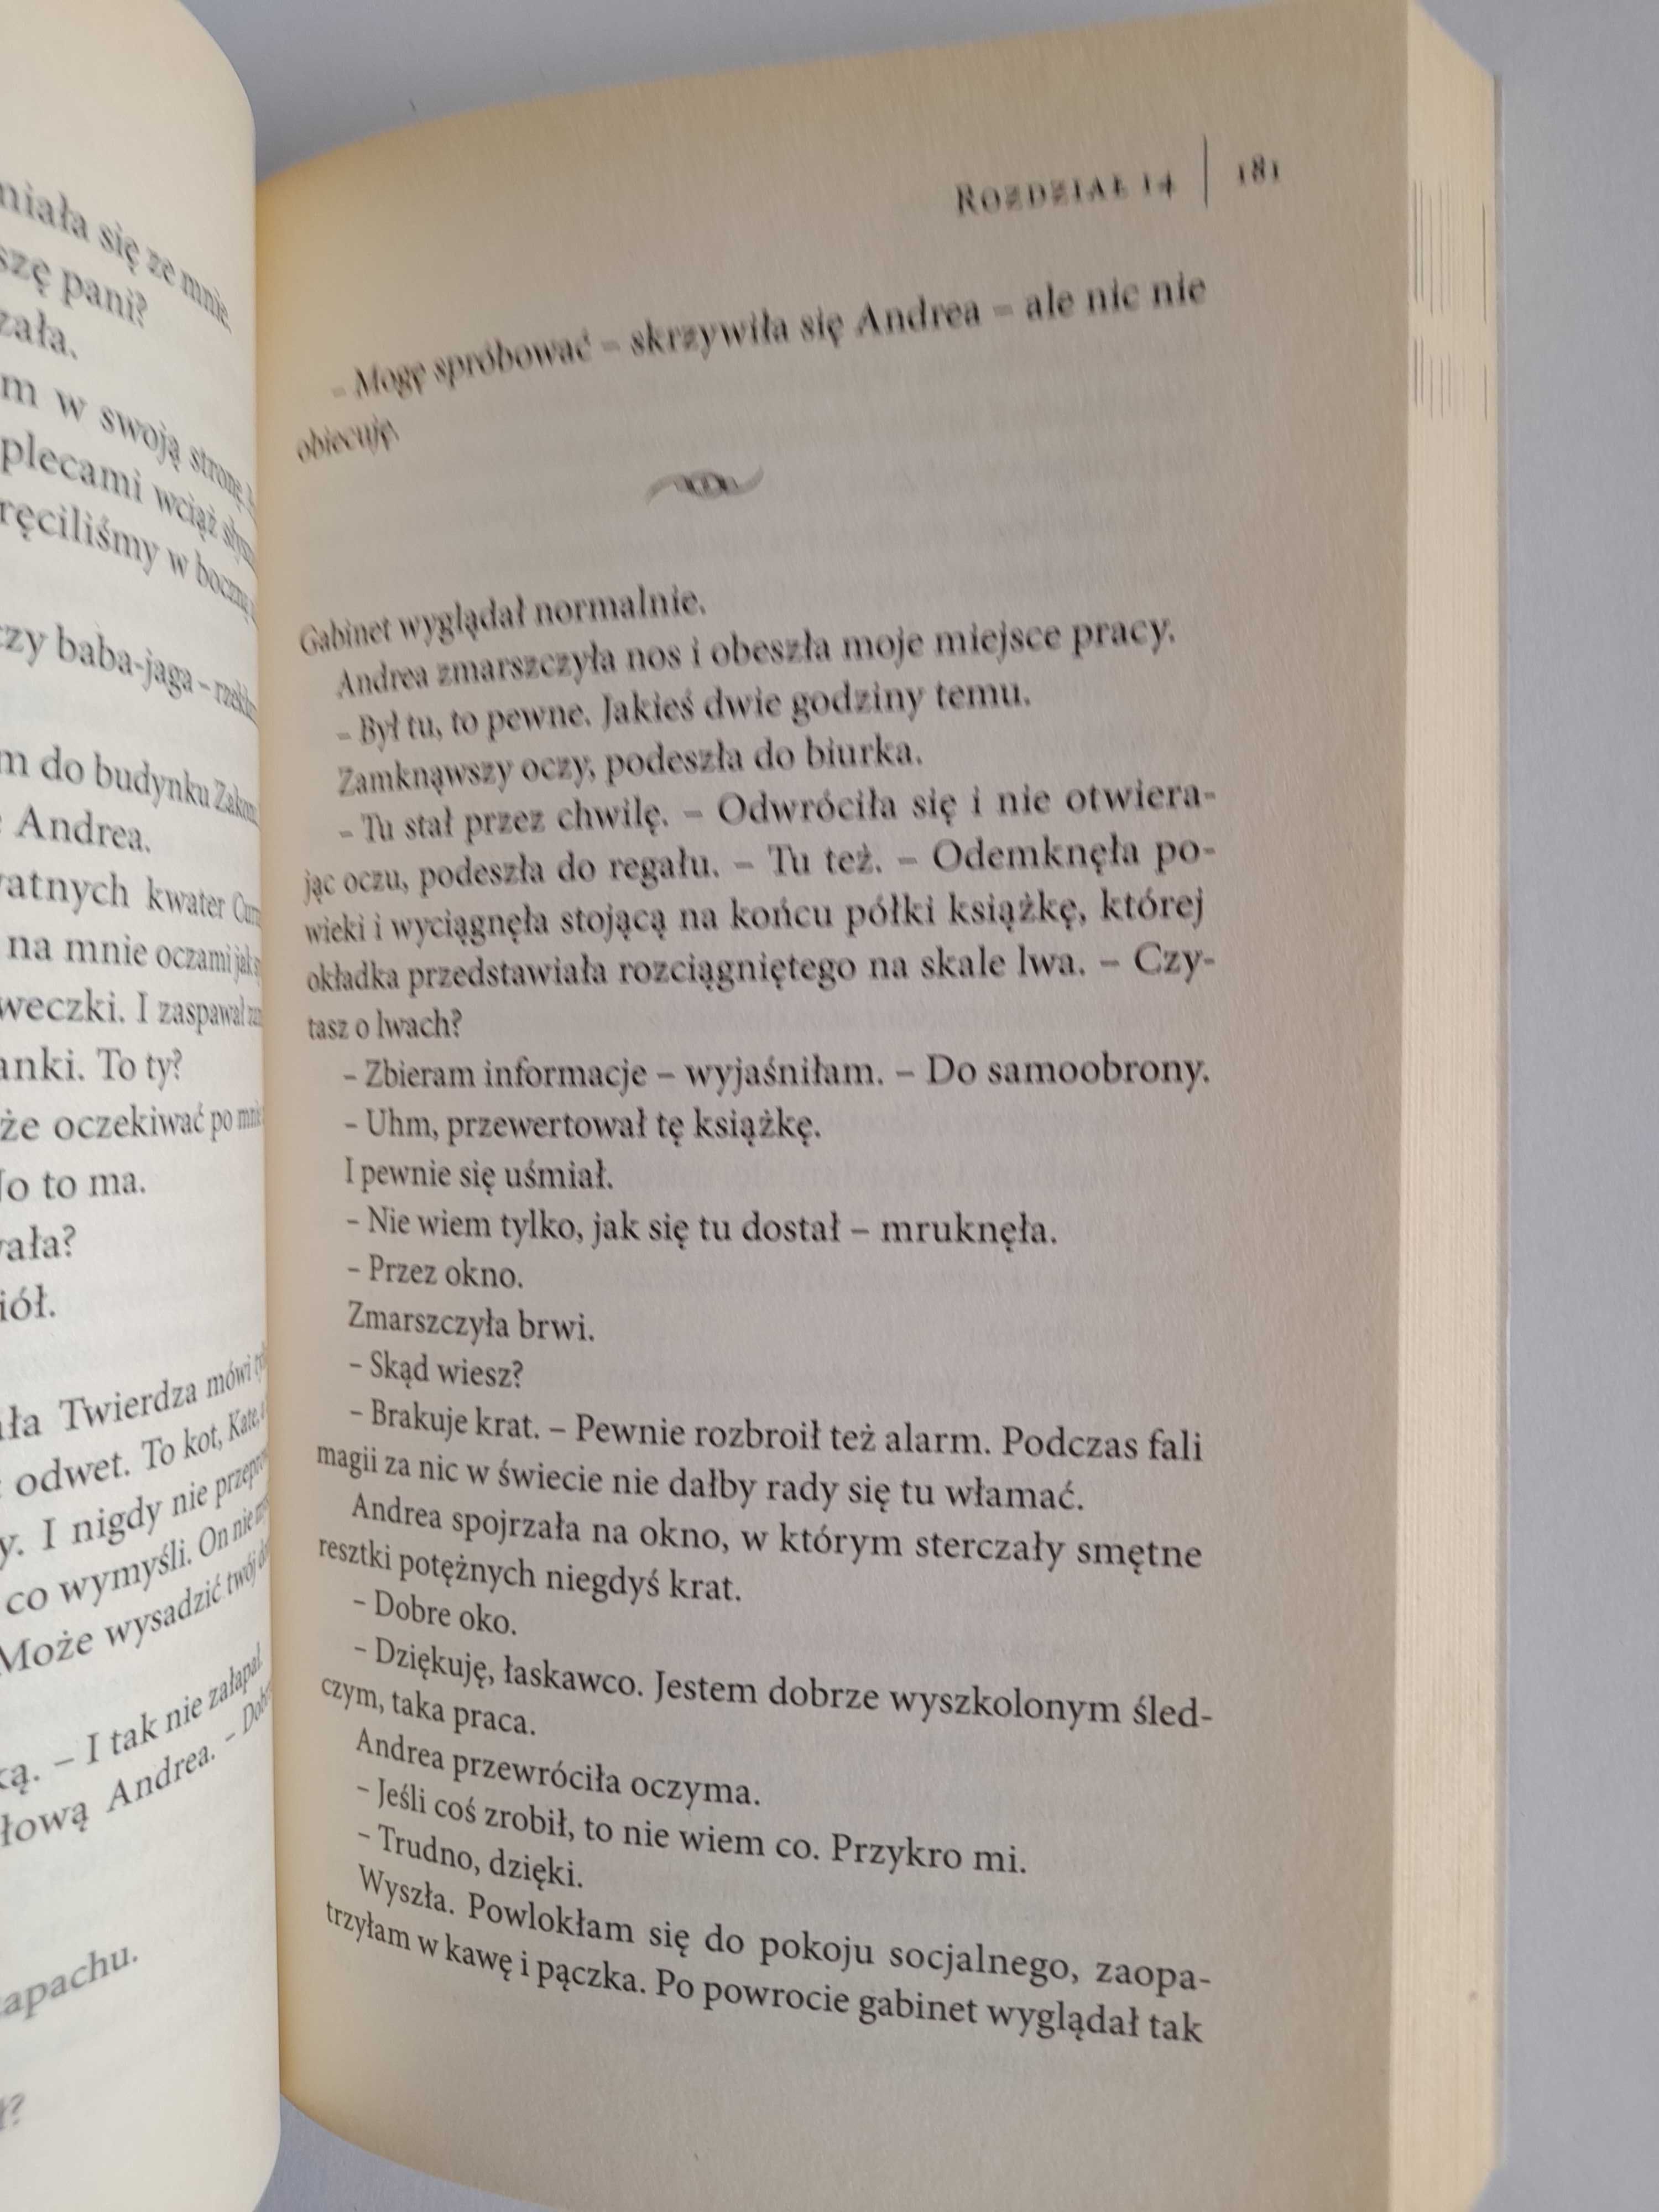 miała się ze mnie.
szę pani?
zała.
m w swoją stronę.
plecami wciąż
ręciliśmy w boczną
czy baba-jaga –
m do budynku
Andrea.
watnych kwater
na mnie oczami jak
weczki. I zaspawał
anki. To ty?
że oczekiwać po
No to ma.
wała?
iół.
ała Twierdza mówi
odwet. To kot, Kate.
y. I nigdy nie
co wymyśli. On nie
Może wysadzić twój
ką. – I tak nie załapał.
łową Andrea. –
zapachu.
ł?
ROZDZIAŁ 14 | 181
– Mogę spróbować – skrzywiła się Andrea – ale nic nie
obiecuję.
Gabinet wyglądał normalnie.
Andrea zmarszczyła nos i obeszła moje miejsce pracy.
– Był tu, to pewne. Jakieś dwie godziny temu.
Zamknąwszy oczy, podeszła do biurka.
– Tu stał przez chwilę. – Odwróciła się i nie otwiera-
jąc oczu, podeszła do regału. – Tu też. – Odemknęła po-
wieki i wyciągnęła stojącą na końcu półki książkę, której
okładka przedstawiała rozciągniętego na skale lwa. – Czy-
tasz o lwach?
– Zbieram informacje – wyjaśniłam. – Do samoobrony.
– Uhm, przewertował tę książkę.
I pewnie się uśmiał.
– Nie wiem tylko, jak się tu dostał – mruknęła.
– Przez okno.
Zmarszczyła brwi.
– Skąd wiesz?
– Brakuje krat. – Pewnie rozbroił też alarm. Podczas fali
magii za nic w świecie nie dałby rady się tu włamać.
Andrea spojrzała na okno, w którym sterczały smętne
resztki potężnych niegdyś krat.
– Dobre oko.
– Dziękuję, łaskawco. Jestem dobrze wyszkolonym śled-
czym, taka praca.
Andrea przewróciła oczyma.
– Jeśli coś zrobił, to nie wiem co. Przykro mi.
– Trudno, dzięki.
Wyszła. Powlokłam się do pokoju socjalnego, zaopa-
trzyłam w kawę i pączka. Po powrocie gabinet wyglądał tak